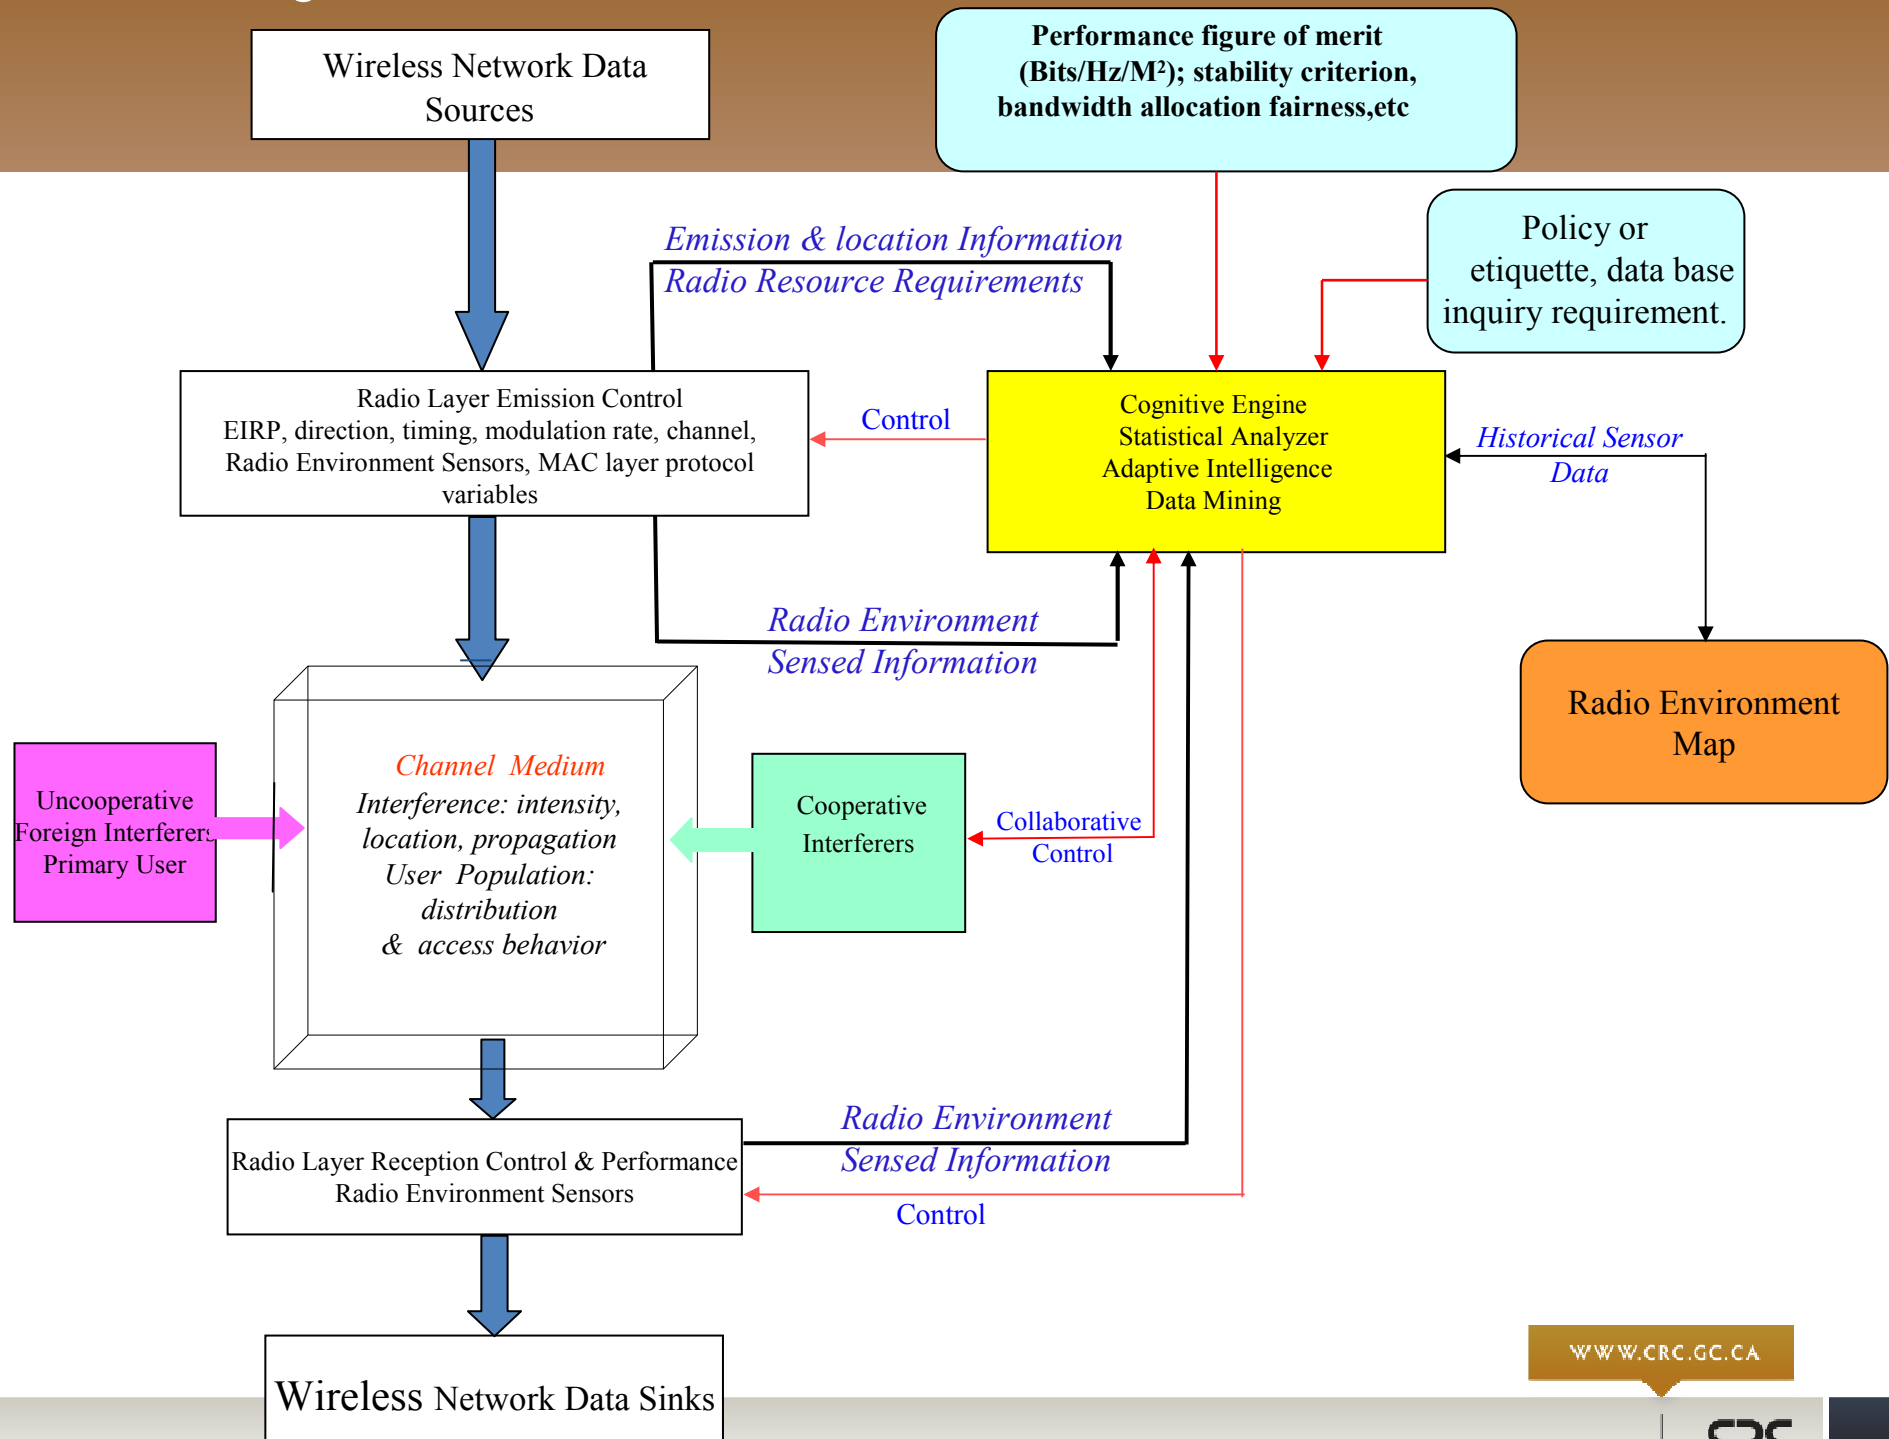 Wireless Network Data
Sources
Performance figure of merit
(Bits/Hz/M²); stability criterion,
bandwidth allocation fairness,etc
Policy or
etiquette, data base
inquiry requirement.
Emission & location Information
Radio Resource Requirements
Radio Layer Emission Control
EIRP, direction, timing, modulation rate, channel,
Radio Environment Sensors, MAC layer protocol
variables
Control
Cognitive Engine
Statistical Analyzer
Adaptive Intelligence
Data Mining
Historical Sensor
Data
Radio Environment
Sensed Information
Radio Environment
Map
Uncooperative
Foreign Interferers
Primary User
Channel Medium
Interference: intensity,
location, propagation
User Population:
distribution
& access behavior
Cooperative
Interferers
Collaborative
Control
Radio Environment
Sensed Information
Radio Layer Reception Control & Performance
Radio Environment Sensors
Control
Wireless Network Data Sinks
WWW.CRC.GC.CA